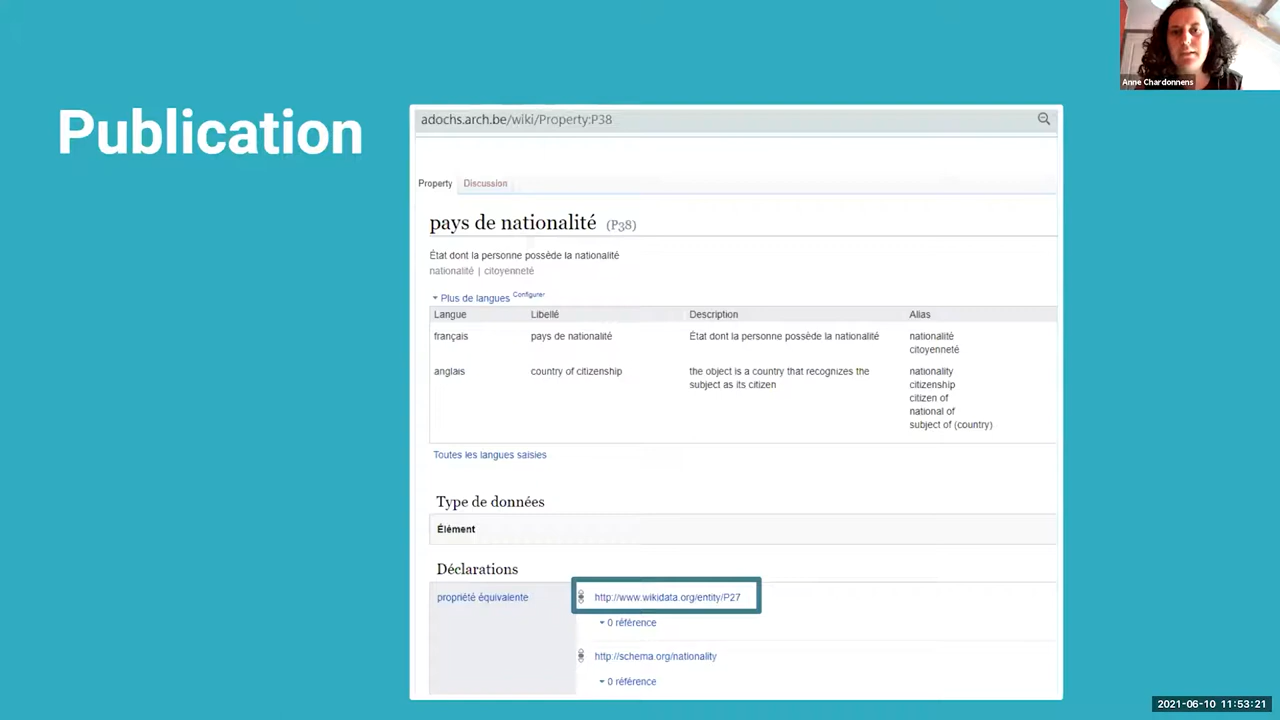 Anne Chardonnens
Publication
adochs.arch.be/wiki/Property:P38
Property Discussion
pays de nationalité (P38)
État dont la personne possède la nationalité
nationalité | citoyenneté
Plus de langues Configurer
Langue Libellé Description Alias
français pays de nationalité État dont la personne possède la nationalité nationalité
citoyenneté
anglais country of citizenship the object is a country that recognizes the nationality
subject as its citizen citizenship
citizen of
national of
subject of (country)
Toutes les langues saisies
Type de données
Élément
Déclarations
propriété équivalente http://www.wikidata.org/entity/P27
0 référence
http://schema.org/nationality
0 référence
2021-06-10 11:53:21